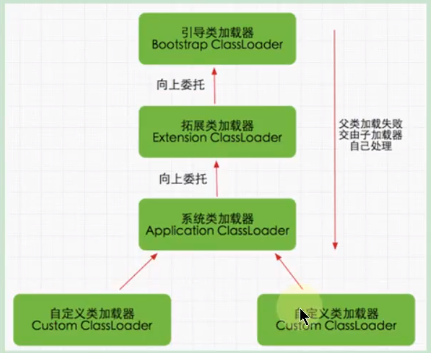 引导类加载器
Bootstrap ClassLoader
向上委托
父类加载失败
交由子加载器
自己处理
拓展类加载器
Extension ClassLoader
向上委托
系统类加载器
Application ClassLoader
自定义类加载器
Custom ClassLoader
自定义类加载器
Custom ClassLoader